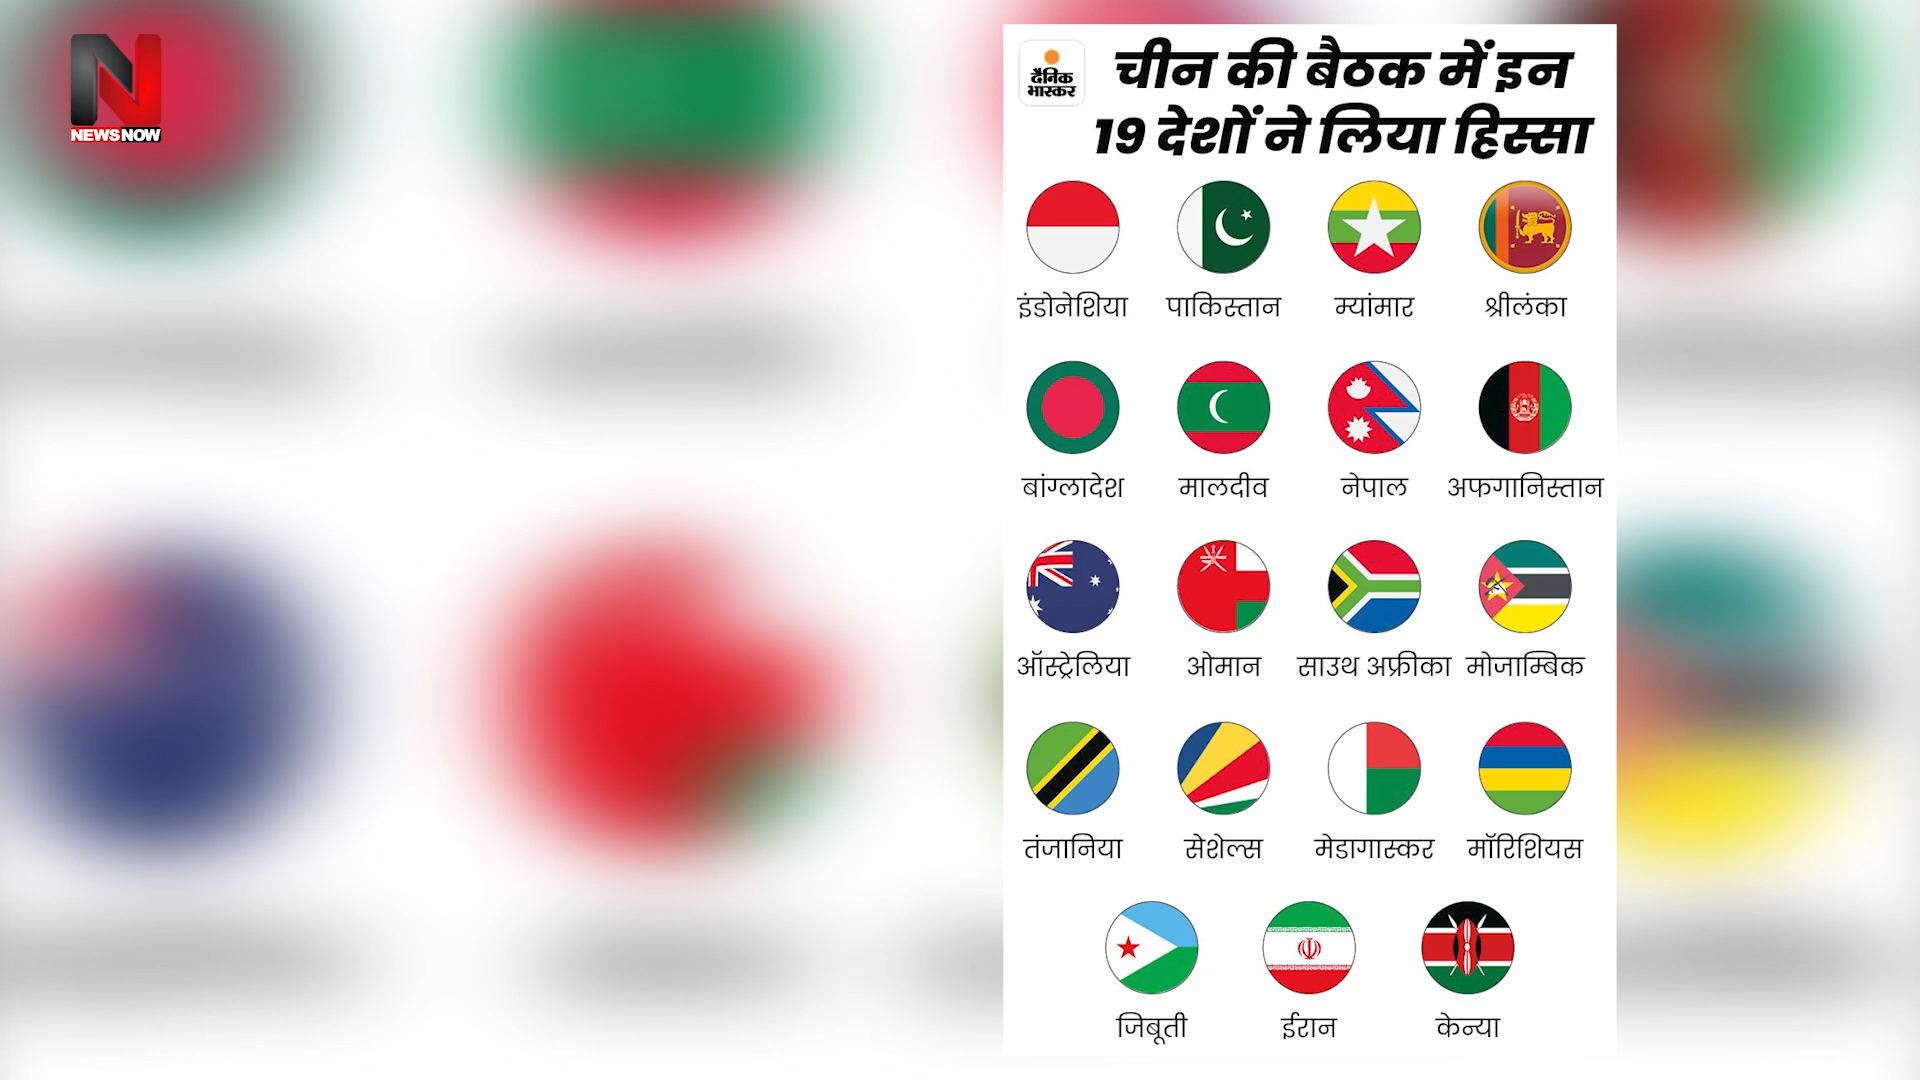 NEWS NOW
दैनिक
भास्कर
चीन की बैठक में इन
19 देशों ने लिया हिस्सा
इंडोनेशिया पाकिस्तान म्यांमार श्रीलंका
बांग्लादेश मालदीव नेपाल अफगानिस्तान
ऑस्ट्रेलिया ओमान साउथ अफ्रीका मोजाम्बिक
तंजानिया सेशेल्स मेडागास्कर मॉरिशियस
जिबूती ईरान केन्या